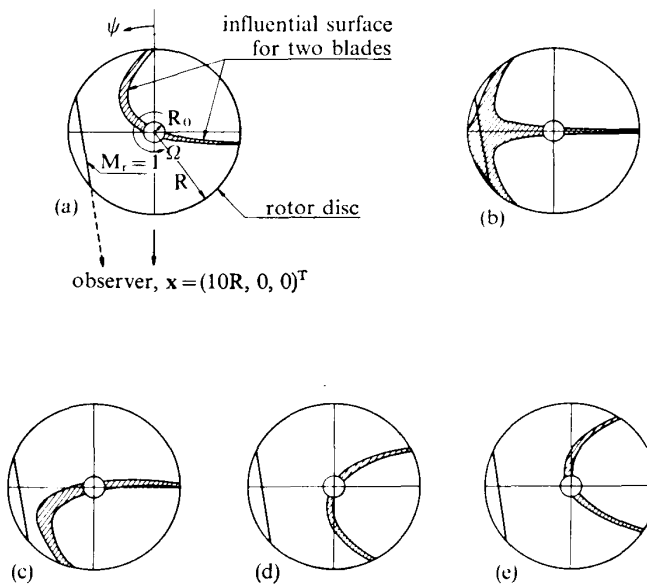 ψ
influential surface
for two blades
R₀
Ω
M_r = 1
R
(a)
rotor disc
(b)
observer, x = (10R, 0, 0)ᵀ
(c)
(d)
(e)